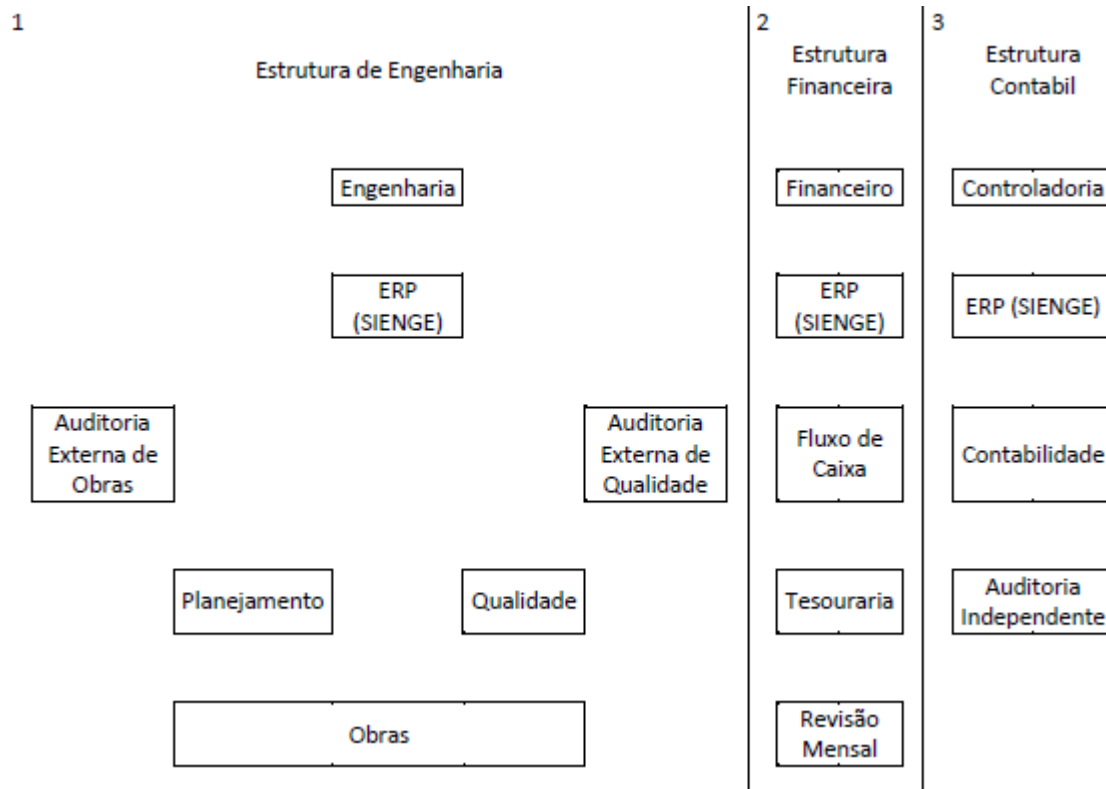 1
Estrutura de Engenharia
Engenharia
ERP
(SIENGE)
Auditoria
Externa de
Obras
Auditoria
Externa de
Qualidade
Planejamento
Qualidade
Obras
2
Estrutura
Financeira
Financeiro
ERP
(SIENGE)
Fluxo de
Caixa
Tesouraria
Revisão
Mensal
3
Estrutura
Contabil
Controladoria
ERP (SIENGE)
Contabilidade
Auditoria
Independente